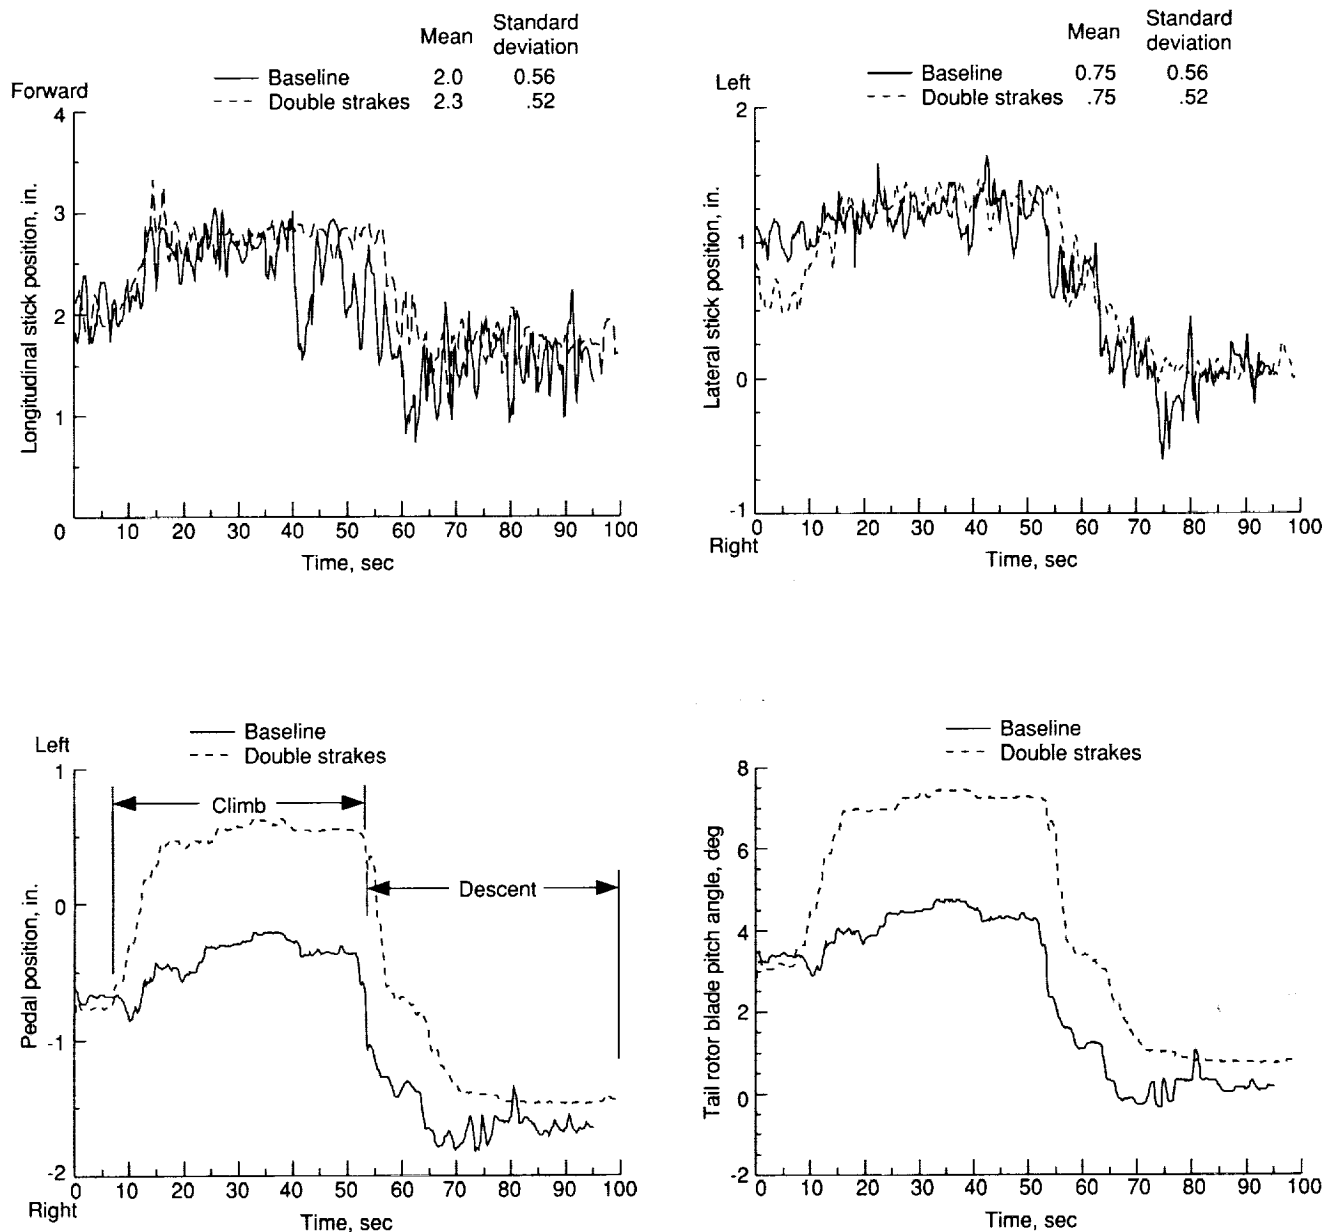 Mean Standard deviation
Baseline 2.0 0.56
Double strakes 2.3 .52
Forward
4
3
2
1
0
Longitudinal stick position, in.
0 10 20 30 40 50 60 70 80 90 100
Time, sec
Mean Standard deviation
Baseline 0.75 0.56
Double strakes .75 .52
Left
2
1
0
-1
Lateral stick position, in.
Right
0 10 20 30 40 50 60 70 80 90 100
Time, sec
Baseline
Double strakes
Left
1
0
-1
-2
Pedal position, in.
Climb
Descent
Right
0 10 20 30 40 50 60 70 80 90 100
Time, sec
Baseline
Double strakes
8
6
4
2
0
-2
Tail rotor blade pitch angle, deg
0 10 20 30 40 50 60 70 80 90 100
Time, sec